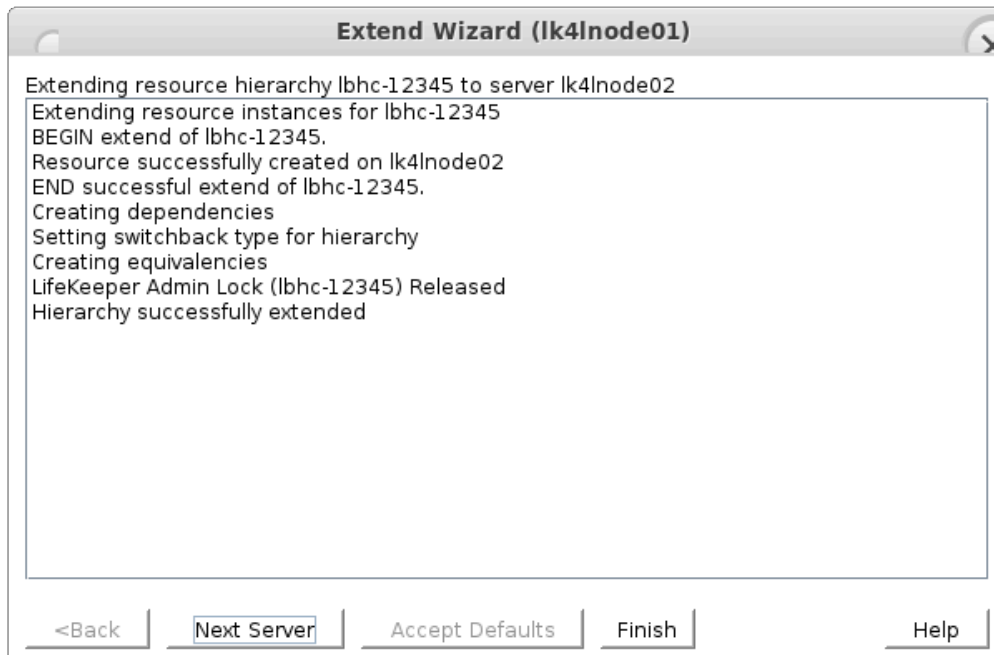 Extend Wizard (lk4lnode01)
Extending resource hierarchy lbhc-12345 to server lk4lnode02
Extending resource instances for lbhc-12345
BEGIN extend of lbhc-12345.
Resource successfully created on lk4lnode02
END successful extend of lbhc-12345.
Creating dependencies
Setting switchback type for hierarchy
Creating equivalencies
LifeKeeper Admin Lock (lbhc-12345) Released
Hierarchy successfully extended
<Back Next Server Accept Defaults Finish Help